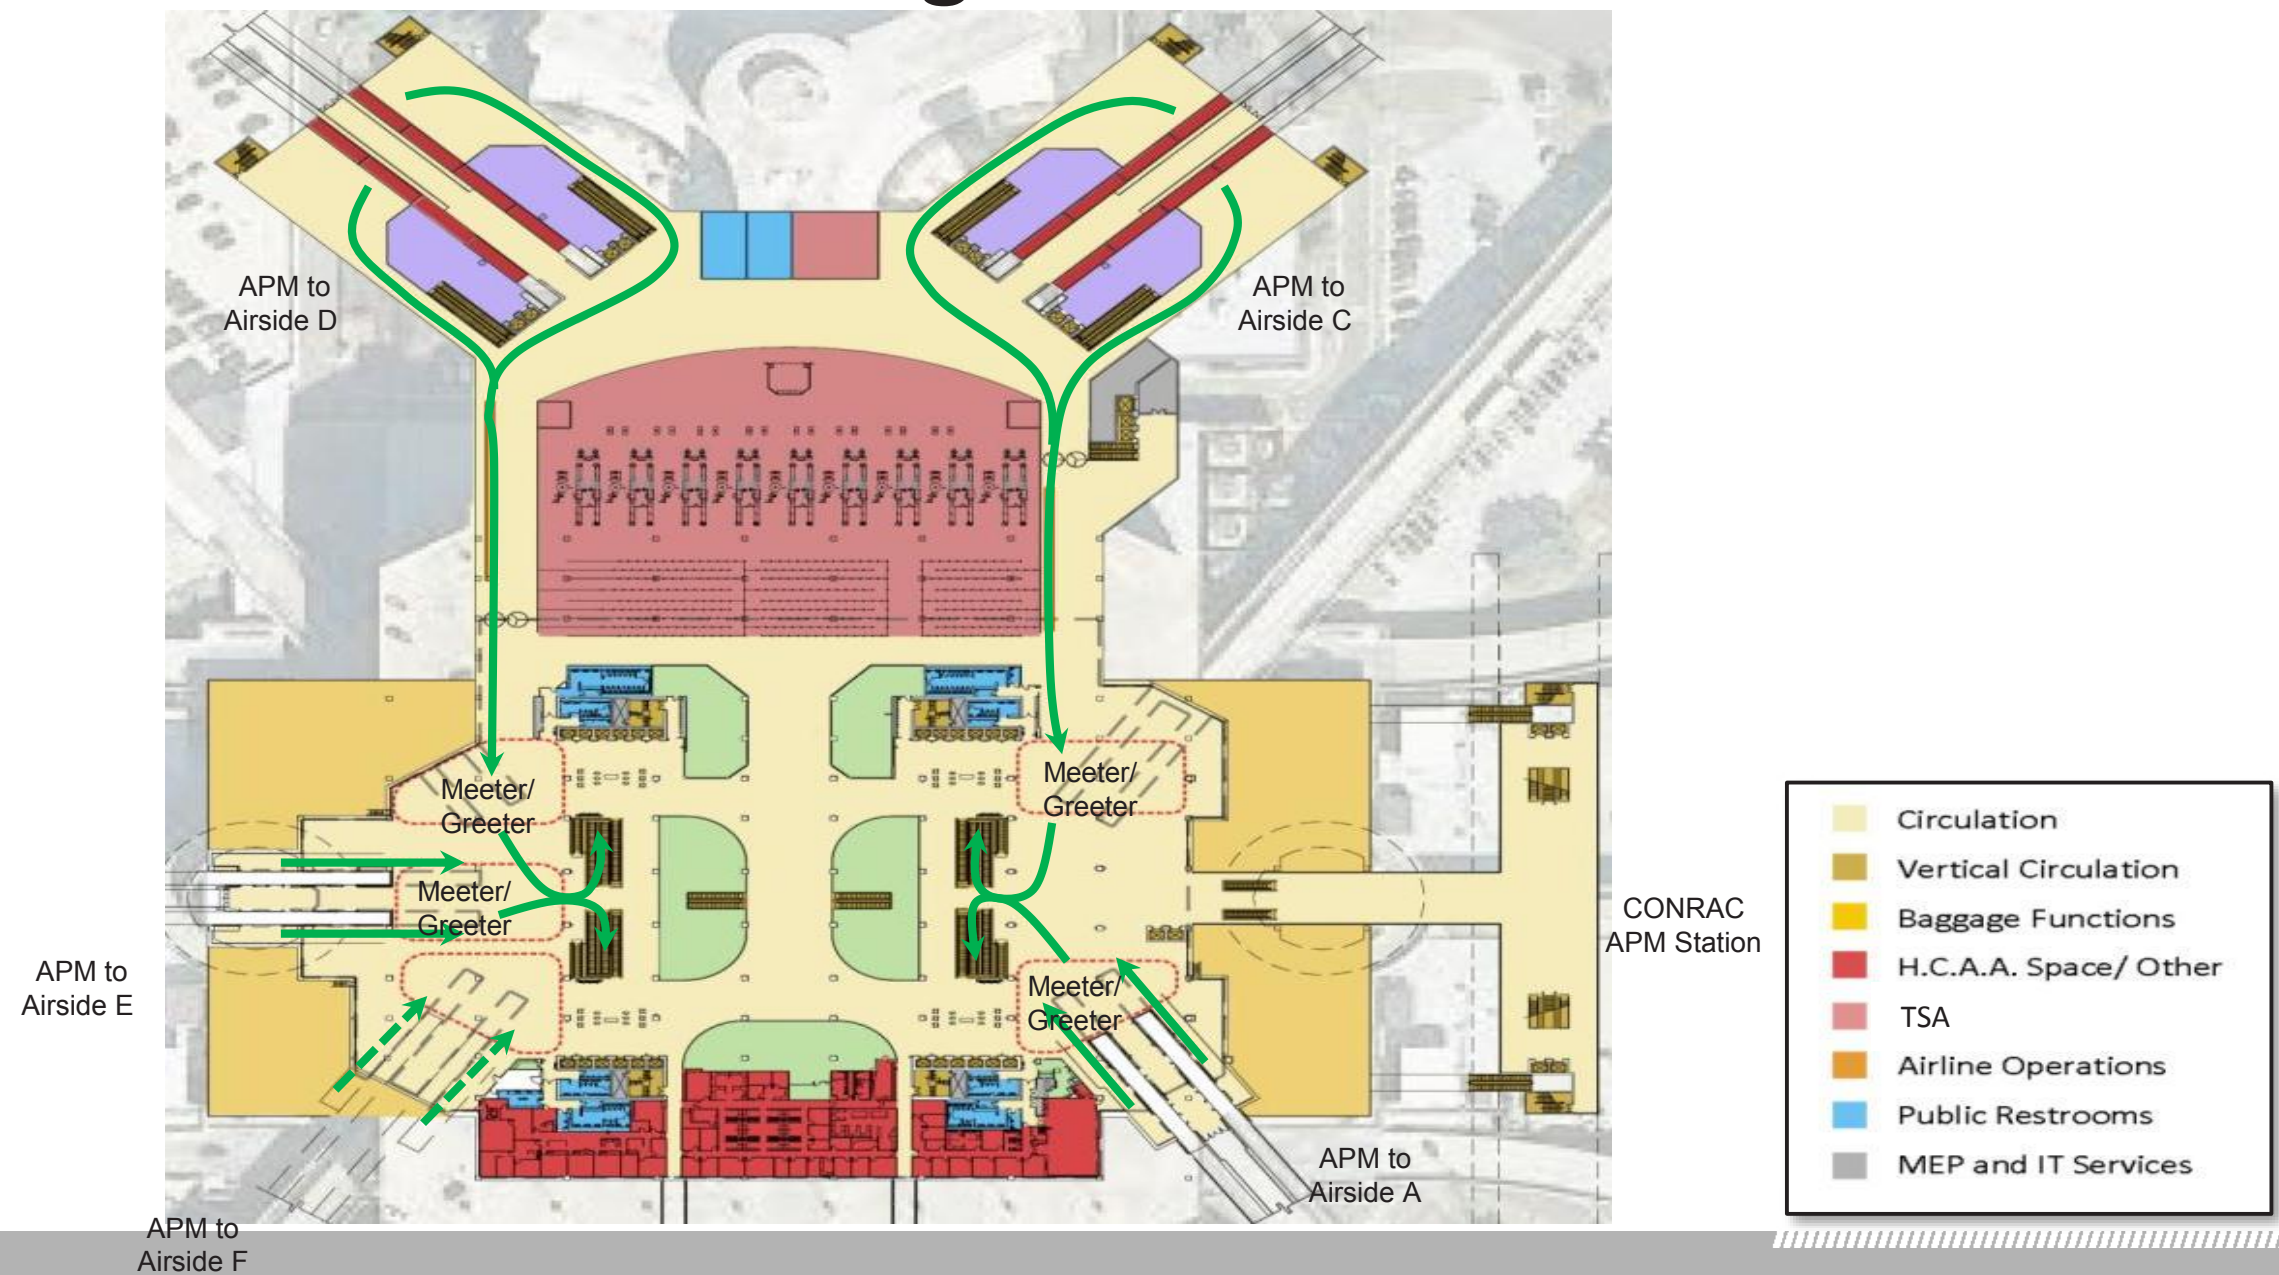 APM to
Airside D
APM to
Airside C
Meeter/
Greeter
Meeter/
Greeter
Meeter/
Greeter
Meeter/
Greeter
APM to
Airside E
CONRAC
APM Station
APM to
Airside A
APM to
Airside F
Circulation
Vertical Circulation
Baggage Functions
H.C.A.A. Space/ Other
TSA
Airline Operations
Public Restrooms
MEP and IT Services